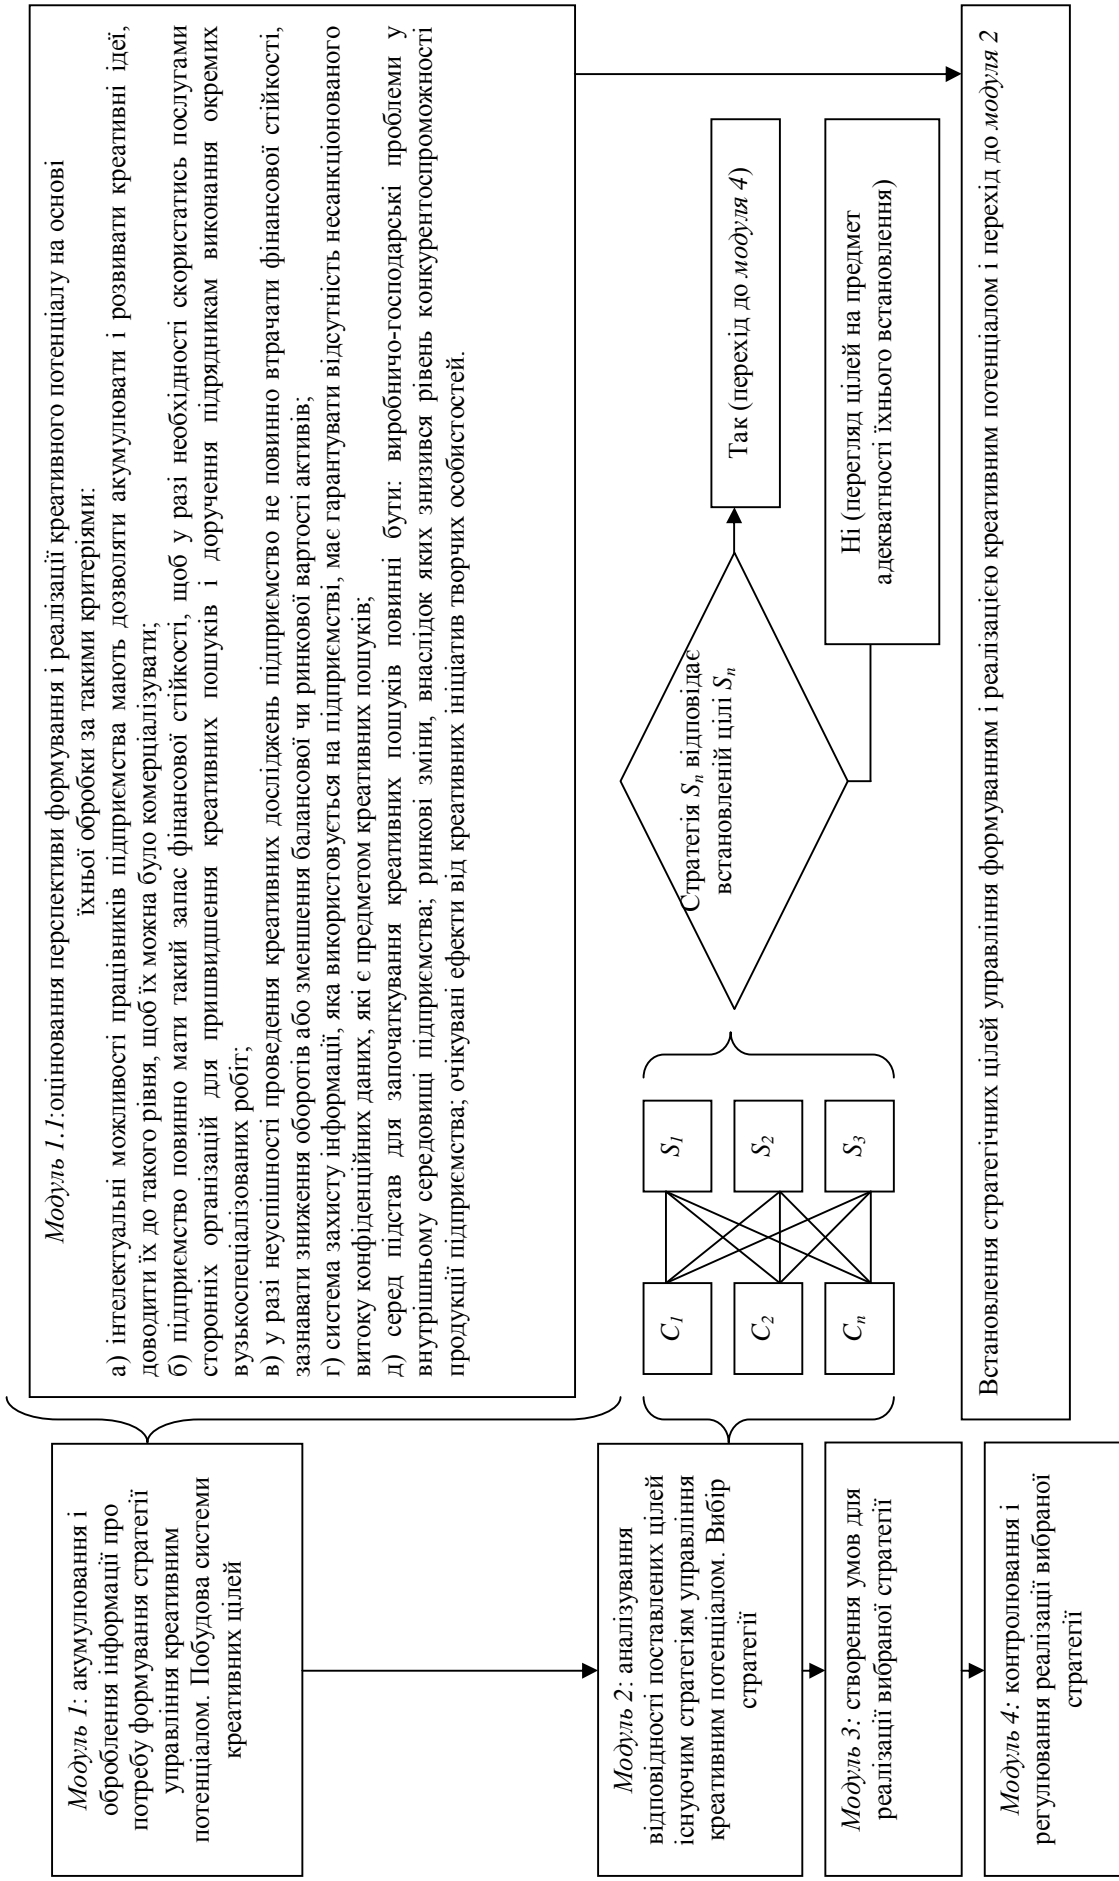 Модуль 1: акумулювання і
оброблення інформації про
потребу формування стратегії
управління креативним
потенціалом. Побудова системи
креативних цілей
Модуль 1.1:оцінювання перспективи формування і реалізації креативного потенціалу на основі
їхньої обробки за такими критеріями:
а) інтелектуальні можливості працівників підприємства мають дозволяти акумулювати і розвивати креативні ідеї,
доводити їх до такого рівня, щоб їх можна було комерціалізувати;
б) підприємство повинно мати такий запас фінансової стійкості, щоб у разі необхідності скористатись послугами
сторонніх організацій для пришвидшення креативних пошуків і доручення підрядникам виконання окремих
вузькоспеціалізованих робіт;
в) у разі неуспішності проведення креативних досліджень підприємство не повинно втрачати фінансової стійкості,
зазнавати зниження оборотів або зменшення балансової чи ринкової вартості активів;
г) система захисту інформації, яка використовується на підприємстві, має гарантувати відсутність несанкціонованого
витоку конфіденційних даних, які є предметом креативних пошуків;
д) серед підстав для започаткування креативних пошуків повинні бути: виробничо-господарські проблеми у
внутрішньому середовищі підприємства; ринкові зміни, внаслідок яких знизився рівень конкурентоспроможності
продукції підприємства; очікувані ефекти від креативних ініціатив творчих особистостей.
Модуль 2: аналізування
відповідності поставлених цілей
існуючим стратегіям управління
креативним потенціалом. Вибір
стратегії
C1
S1
C2
S2
Cn
S3
Стратегія Sn відповідає
встановленій цілі Sn
Так (перехід до модуля 4)
Ні (перегляд цілей на предмет
адекватності їхнього встановлення)
Модуль 3: створення умов для
реалізації вибраної стратегії
Модуль 4: контролювання і
регулювання реалізації вибраної
стратегії
Встановлення стратегічних цілей управління формуванням і реалізацією креативним потенціалом і перехід до модуля 2